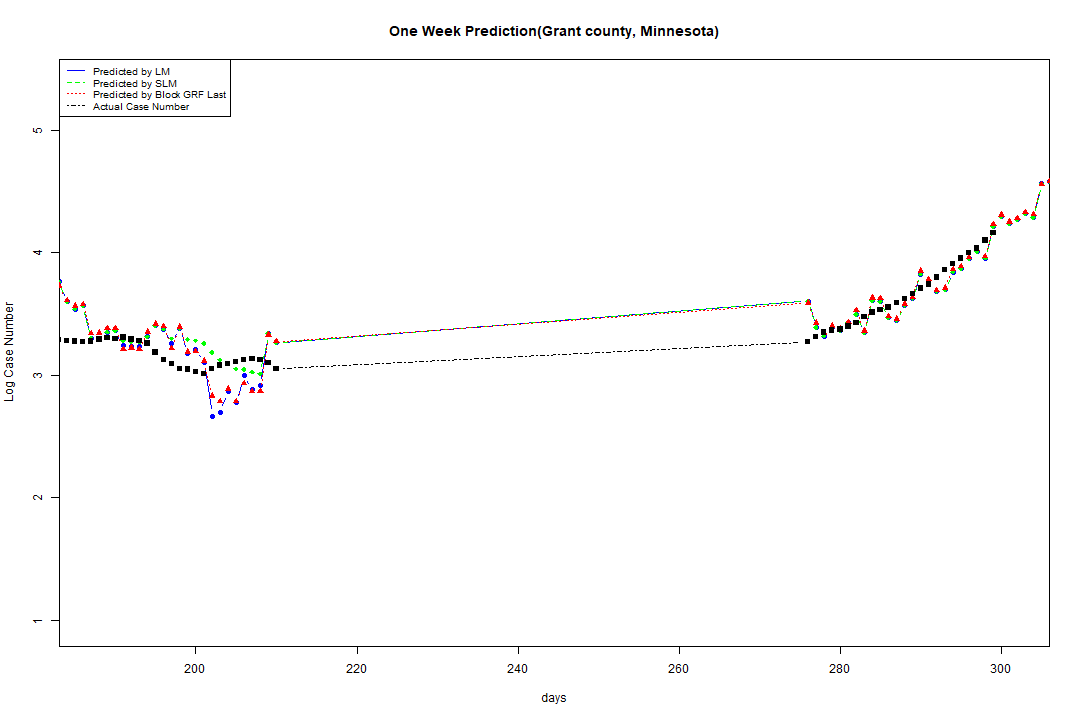 One Week Prediction(Grant county, Minnesota)
Predicted by LM
Predicted by SLM
Predicted by Block GRF Last
Actual Case Number
5
4
3
2
1
Log Case Number
200 220 240 260 280 300
days